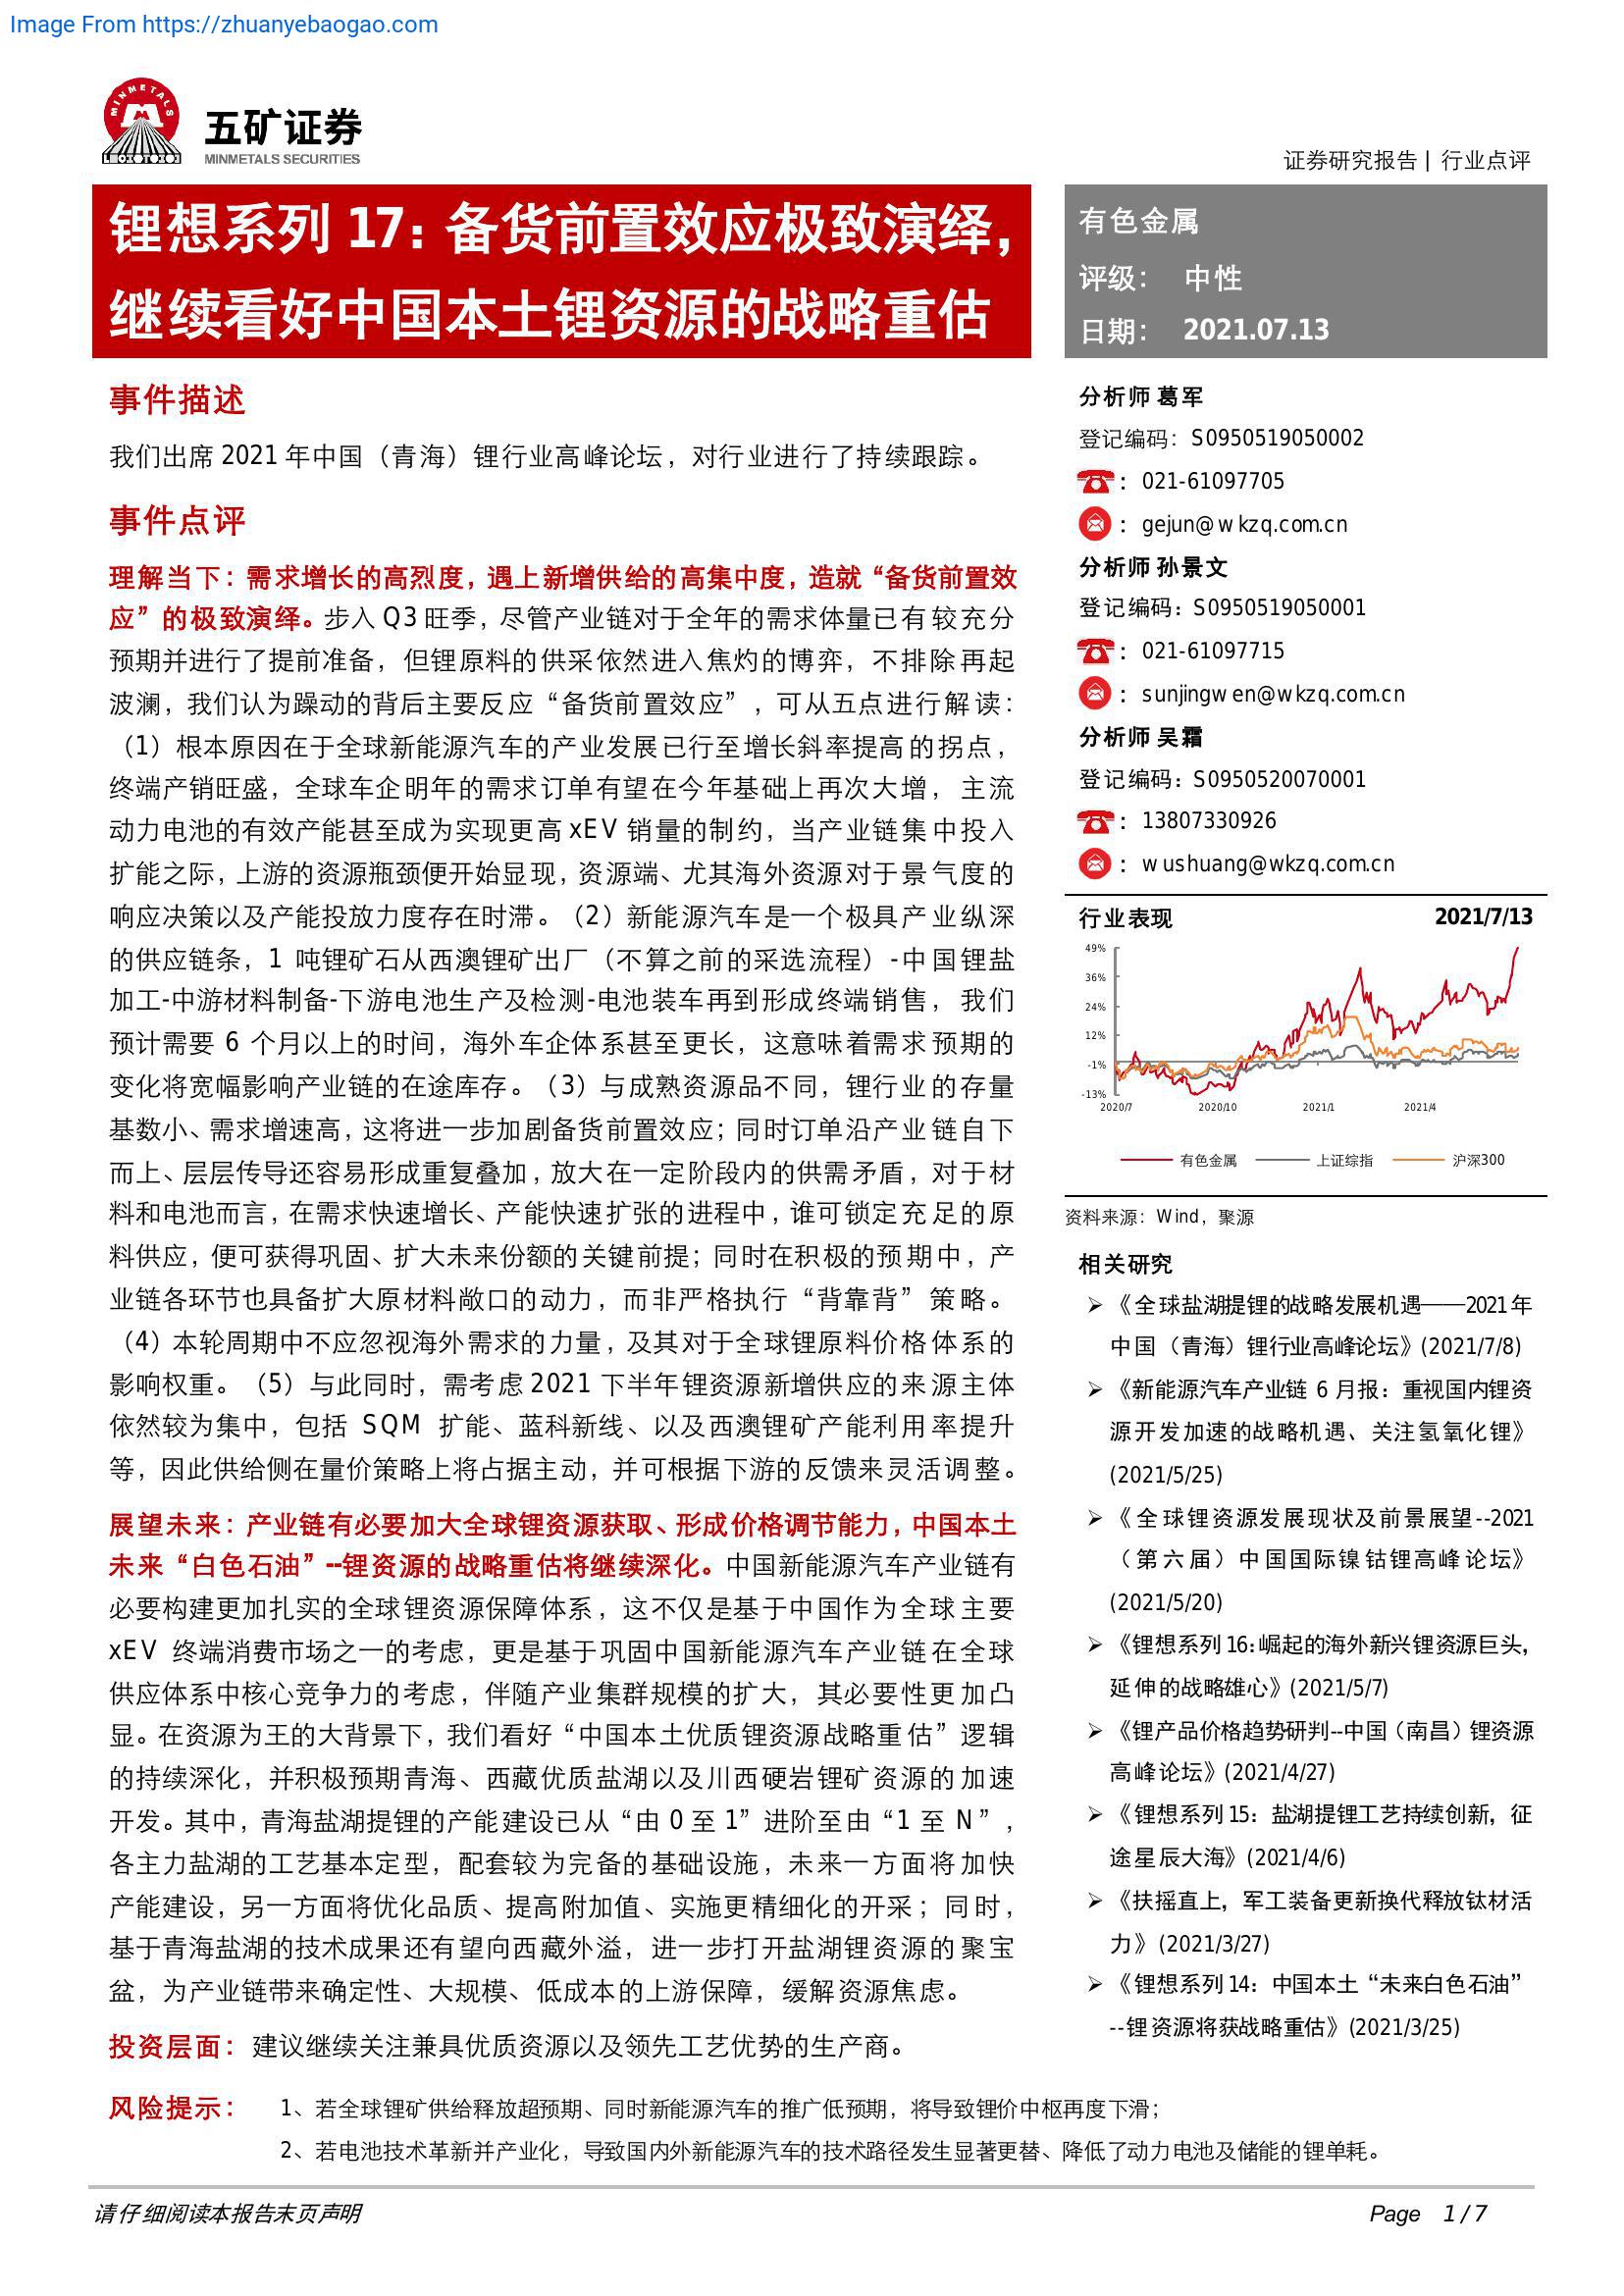 Image From https://zhuanyebaogao.com
MINMETALS
五矿证券
MINMETALS SECURITIES
证券研究报告 | 行业点评
锂想系列 17：备货前置效应极致演绎，
继续看好中国本土锂资源的战略重估
有色金属
评级： 中性
日期： 2021.07.13
事件描述
我们出席 2021 年中国（青海）锂行业高峰论坛，对行业进行了持续跟踪。
事件点评
理解当下：需求增长的高烈度，遇上新增供给的高集中度，造就“备货前置效
应”的极致演绎。步入 Q3 旺季，尽管产业链对于全年的需求体量已有较充分
预期并进行了提前准备，但锂原料的供采依然进入焦灼的博弈，不排除再起
波澜，我们认为躁动的背后主要反应“备货前置效应”，可从五点进行解读：
（1）根本原因在于全球新能源汽车的产业发展已行至增长斜率提高的拐点，
终端产销旺盛，全球车企明年的需求订单有望在今年基础上再次大增，主流
动力电池的有效产能甚至成为实现更高 xEV 销量的制约，当产业链集中投入
扩能之际，上游的资源瓶颈便开始显现，资源端、尤其海外资源对于景气度的
响应决策以及产能投放力度存在时滞。（2）新能源汽车是一个极具产业纵深
的供应链条，1 吨锂矿石从西澳锂矿出厂（不算之前的采选流程）-中国锂盐
加工-中游材料制备-下游电池生产及检测-电池装车再到形成终端销售，我们
预计需要 6 个月以上的时间，海外车企体系甚至更长，这意味着需求预期的
变化将宽幅影响产业链的在途库存。（3）与成熟资源品不同，锂行业的存量
基数小、需求增速高，这将进一步加剧备货前置效应；同时订单沿产业链自下
而上、层层传导还容易形成重复叠加，放大在一定阶段内的供需矛盾，对于材
料和电池而言，在需求快速增长、产能快速扩张的进程中，谁可锁定充足的原
料供应，便可获得巩固、扩大未来份额的关键前提；同时在积极的预期中，产
业链各环节也具备扩大原材料敞口的动力，而非严格执行“背靠背”策略。
（4）本轮周期中不应忽视海外需求的力量，及其对于全球锂原料价格体系的
影响权重。（5）与此同时，需考虑 2021 下半年锂资源新增供应的来源主体
依然较为集中，包括 SQM 扩能、蓝科新线、以及西澳锂矿产能利用率提升
等，因此供给侧在量价策略上将占据主动，并可根据下游的反馈来灵活调整。
展望未来：产业链有必要加大全球锂资源获取、形成价格调节能力，中国本土
未来“白色石油”--锂资源的战略重估将继续深化。中国新能源汽车产业链有
必要构建更加扎实的全球锂资源保障体系，这不仅是基于中国作为全球主要
xEV 终端消费市场之一的考虑，更是基于巩固中国新能源汽车产业链在全球
供应体系中核心竞争力的考虑，伴随产业集群规模的扩大，其必要性更加凸
显。在资源为王的大背景下，我们看好“中国本土优质锂资源战略重估”逻辑
的持续深化，并积极预期青海、西藏优质盐湖以及川西硬岩锂矿资源的加速
开发。其中，青海盐湖提锂的产能建设已从“由 0 至 1”进阶至由“1 至 N”，
各主力盐湖的工艺基本定型，配套较为完备的基础设施，未来一方面将加快
产能建设，另一方面将优化品质、提高附加值、实施更精细化的开采；同时，
基于青海盐湖的技术成果还有望向西藏外溢，进一步打开盐湖锂资源的聚宝
盆，为产业链带来确定性、大规模、低成本的上游保障，缓解资源焦虑。
投资层面：建议继续关注兼具优质资源以及领先工艺优势的生产商。
风险提示： 1、若全球锂矿供给释放超预期、同时新能源汽车的推广低预期，将导致锂价中枢再度下滑；
2、若电池技术革新并产业化，导致国内外新能源汽车的技术路径发生显著更替、降低了动力电池及储能的锂单耗。
分析师 葛军
登记编码：S0950519050002
：021-61097705
：gejun@wkzq.com.cn
分析师 孙景文
登记编码：S0950519050001
：021-61097715
：sunjingwen@wkzq.com.cn
分析师 吴霜
登记编码：S0950520070001
：13807330926
：wushuang@wkzq.com.cn
行业表现 2021/7/13
49%
36%
24%
12%
-1%
-13%
2020/7 2020/10 2021/1 2021/4
有色金属 上证综指 沪深300
资料来源：Wind，聚源
相关研究
➢ 《全球盐湖提锂的战略发展机遇——2021 年
中国（青海）锂行业高峰论坛》(2021/7/8)
➢ 《新能源汽车产业链 6 月报：重视国内锂资
源开发加速的战略机遇、关注氢氧化锂》
(2021/5/25)
➢ 《全球锂资源发展现状及前景展望--2021
（第六届）中国国际镍钴锂高峰论坛》
(2021/5/20)
➢ 《锂想系列 16：崛起的海外新兴锂资源巨头，
延伸的战略雄心》(2021/5/7)
➢ 《锂产品价格趋势研判--中国（南昌）锂资源
高峰论坛》(2021/4/27)
➢ 《锂想系列 15：盐湖提锂工艺持续创新，征
途星辰大海》(2021/4/6)
➢ 《扶摇直上，军工装备更新换代释放钛材活
力》(2021/3/27)
➢ 《锂想系列 14：中国本土“未来白色石油”
--锂资源将获战略重估》(2021/3/25)
请仔细阅读本报告末页声明
Page 1 / 7